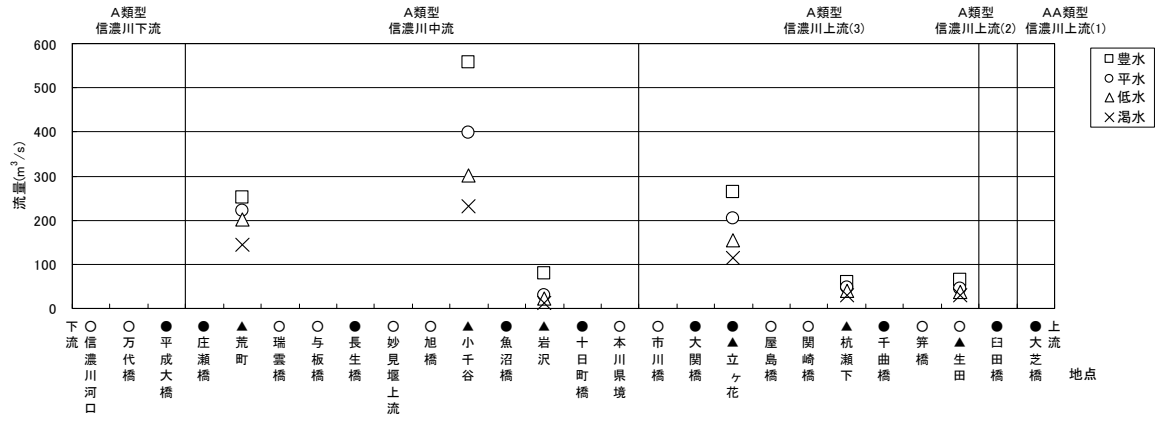 A類型
信濃川下流
A類型
信濃川中流
A類型
信濃川上流(3)
A類型
信濃川上流(2)
AA類型
信濃川上流(1)
600
500
400
300
200
100
0
流量(m³/s)
□豊水
○平水
△低水
×渇水
下流
○信濃川河口
○万代橋
●平成大橋
●庄瀬橋
▲荒町
○瑞雲橋
○与板橋
●長生橋
○妙見堰上流
○旭橋
▲小千谷
●魚沼橋
▲岩沢
●十日町橋
○本川県境
○市川橋
●大関橋
●▲立ヶ花
○屋島橋
○関崎橋
▲杭瀬下
●千曲橋
○笄橋
○▲生田
●臼田橋
●大芝橋
上流
地点